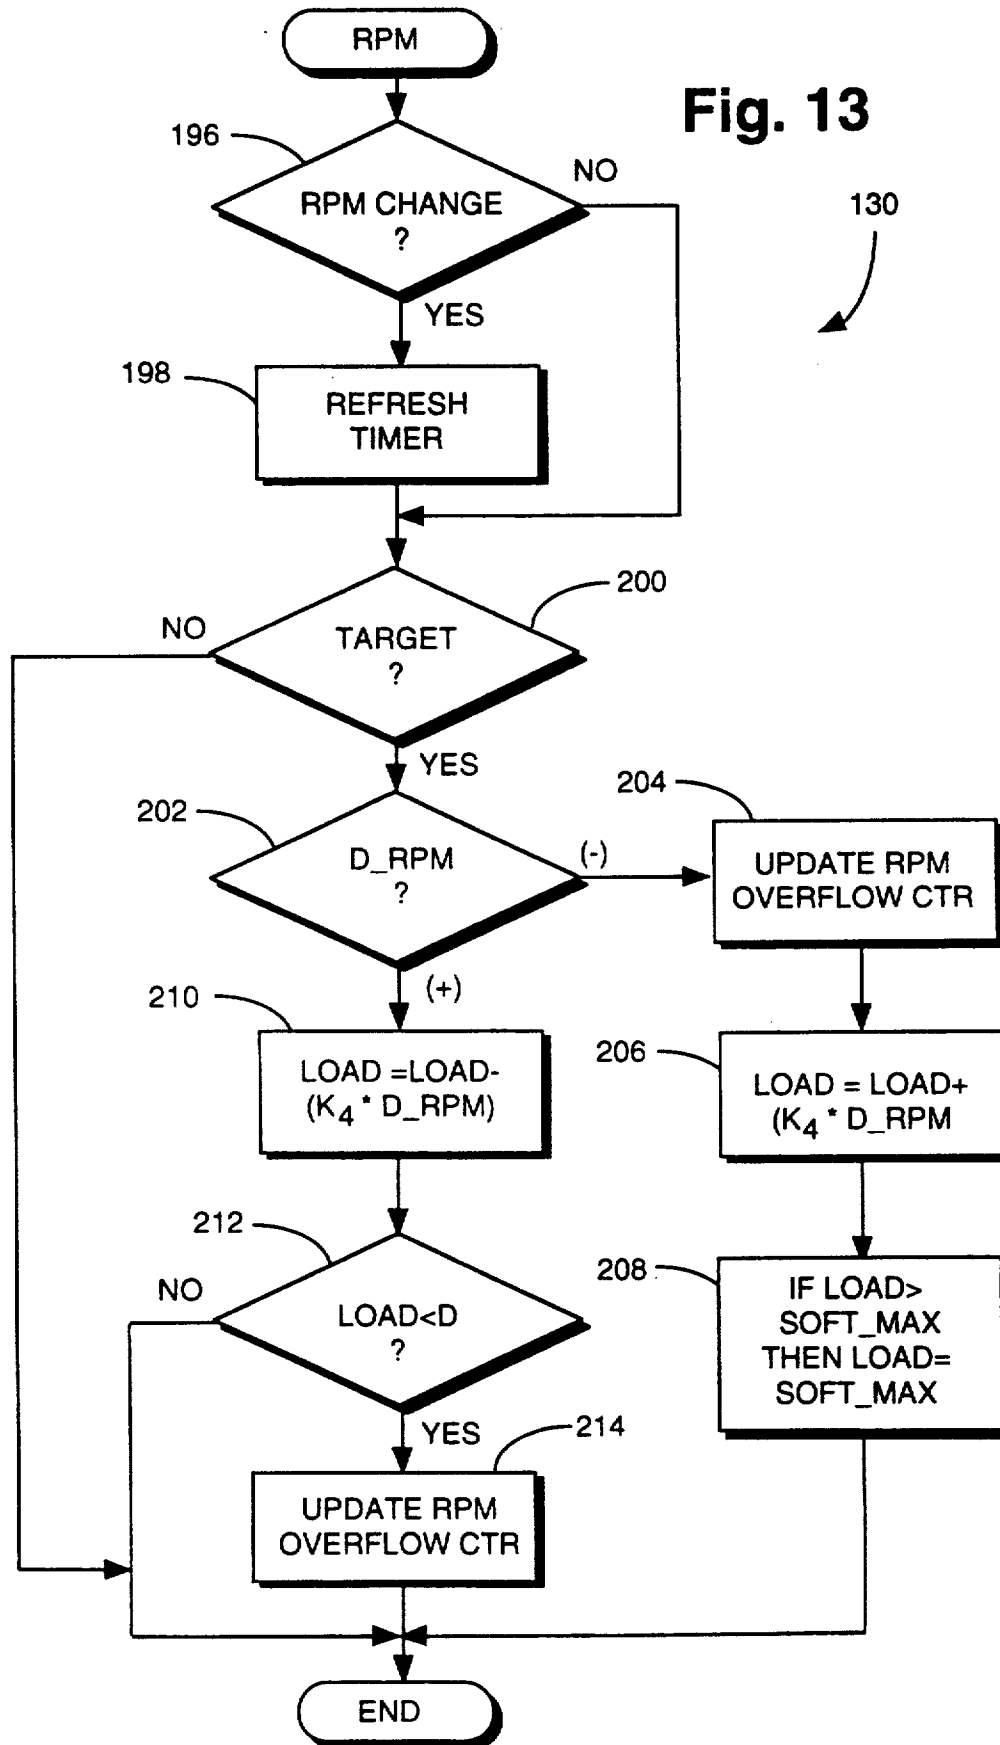 RPM
Fig. 13
196
RPM CHANGE
?
NO
130
YES
198
REFRESH
TIMER
200
TARGET
?
NO
YES
202
D_RPM
?
(-)
204
UPDATE RPM
OVERFLOW CTR
(+)
210
LOAD =LOAD-
(K4 * D_RPM)
206
LOAD = LOAD+
(K4 * D_RPM
212
LOAD<D
?
NO
208
IF LOAD>
SOFT_MAX
THEN LOAD=
SOFT_MAX
YES
214
UPDATE RPM
OVERFLOW CTR
END